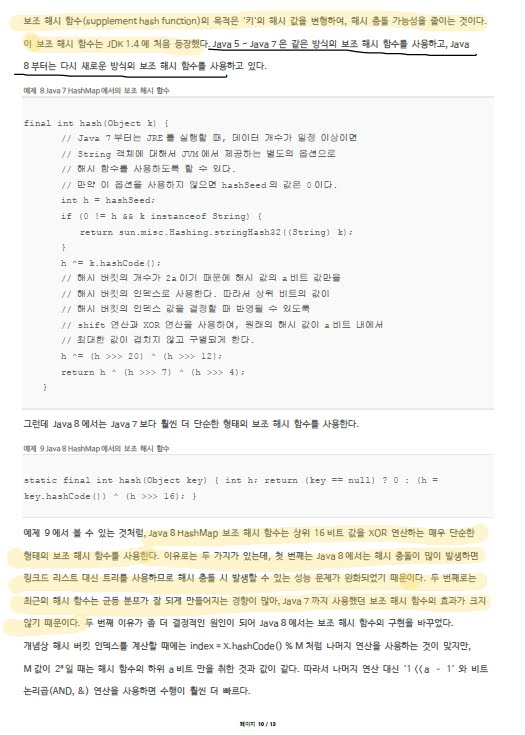 보조 해시 함수(supplement hash function)의 목적은 '키'의 해시 값을 변형하여, 해시 충돌 가능성을 줄이는 것이다.
이 보조 해시 함수는 JDK 1.4에 처음 등장했다. Java 5 ~ Java 7은 같은 방식의 보조 해시 함수를 사용하고, Java
8부터는 다시 새로운 방식의 보조 해시 함수를 사용하고 있다.
예제 8 Java 7 HashMap에서의 보조 해시 함수
final int hash(Object k) {
// Java 7부터는 JRE를 실행할 때, 데이터 개수가 일정 이상이면
// String 객체에 대해서 JVM에서 제공하는 별도의 옵션으로
// 해시 함수를 사용하도록 할 수 있다.
// 만약 이 옵션을 사용하지 않으면 hashSeed의 값은 0이다.
int h = hashSeed;
if (0 != h && k instanceof String) {
return sun.misc.Hashing.stringHash32((String) k);
}
h ^= k.hashCode();
// 해시 버킷의 개수가 2a이기 때문에 해시 값의 a비트 값만을
// 해시 버킷의 인덱스로 사용한다. 따라서 상위 비트의 값이
// 해시 버킷의 인덱스 값을 결정할 때 반영될 수 있도록
// shift 연산과 XOR 연산을 사용하여, 원래의 해시 값이 a비트 내에서
// 최대한 값이 겹치지 않고 구별되게 한다.
h ^= (h >>> 20) ^ (h >>> 12);
return h ^ (h >>> 7) ^ (h >>> 4);
}
그런데 Java 8에서는 Java 7보다 훨씬 더 단순한 형태의 보조 해시 함수를 사용한다.
예제 9 Java 8 HashMap에서의 보조 해시 함수
static final int hash(Object key) { int h; return (key == null) ? 0 : (h =
key.hashCode()) ^ (h >>> 16); }
예제 9에서 볼 수 있는 것처럼, Java 8 HashMap 보조 해시 함수는 상위 16비트 값을 XOR 연산하는 매우 단순한
형태의 보조 해시 함수를 사용한다. 이유로는 두 가지가 있는데, 첫 번째는 Java 8에서는 해시 충돌이 많이 발생하면
링크드 리스트 대신 트리를 사용하므로 해시 충돌 시 발생할 수 있는 성능 문제가 완화되었기 때문이다. 두 번째로는
최근의 해시 함수는 균등 분포가 잘 되게 만들어지는 경향이 많아, Java 7까지 사용했던 보조 해시 함수의 효과가 크지
않기 때문이다. 두 번째 이유가 좀 더 결정적인 원인이 되어 Java 8에서는 보조 해시 함수의 구현을 바꾸었다.
개념상 해시 버킷 인덱스를 계산할 때에는 index = X.hashCode() % M처럼 나머지 연산을 사용하는 것이 맞지만,
M값이 2ª일 때는 해시 함수의 하위 a비트 만을 취한 것과 값이 같다. 따라서 나머지 연산 대신 '1 << a - 1' 와 비트
논리곱(AND, &) 연산을 사용하면 수행이 훨씬 더 빠르다.
페이지 10 / 13